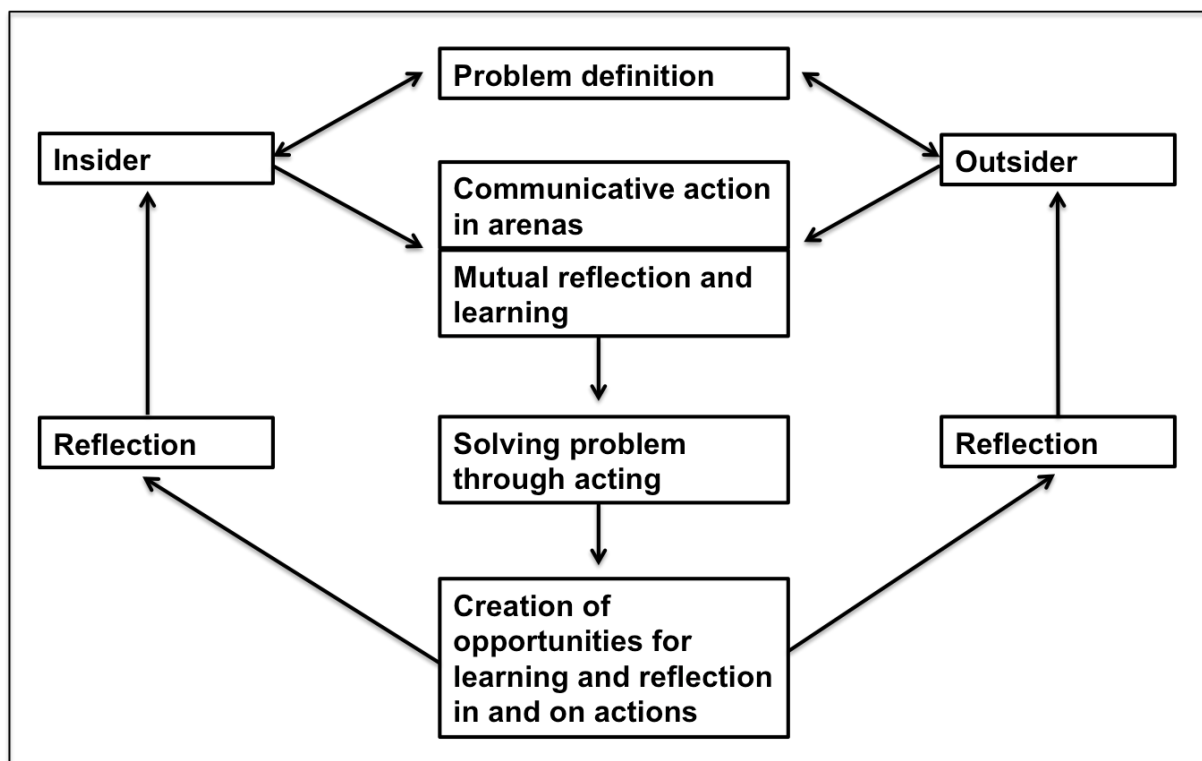 Problem definition
Insider
Outsider
Communicative action
in arenas
Mutual reflection and
learning
Reflection
Solving problem
through acting
Reflection
Creation of
opportunities for
learning and reflection
in and on actions